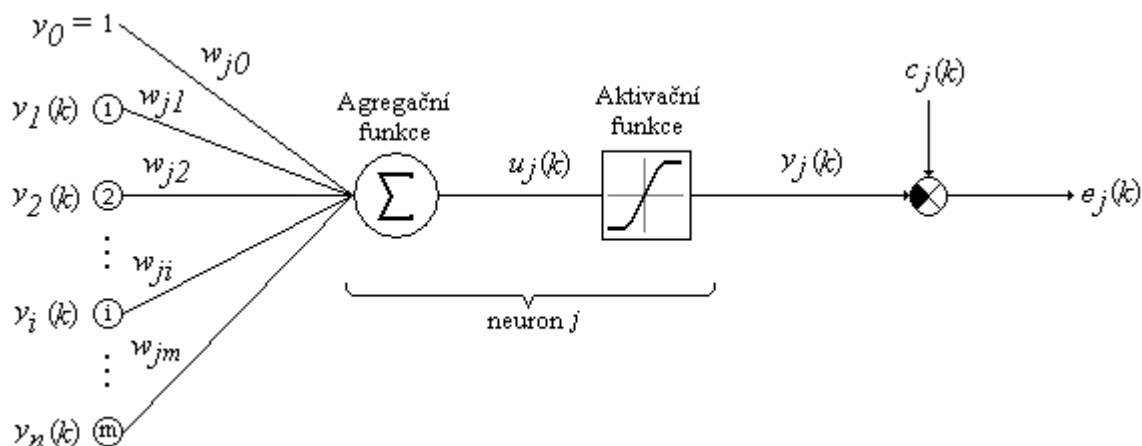 y0 = 1
wj0
y1(k) 1
wj1
y2(k) 2
wj2
⋮
yi(k) i
wji
⋮
yn(k) m
wjm
Agregační
funkce
Σ
uj(k)
Aktivační
funkce
yj(k)
cj(k)
ej(k)
neuron j